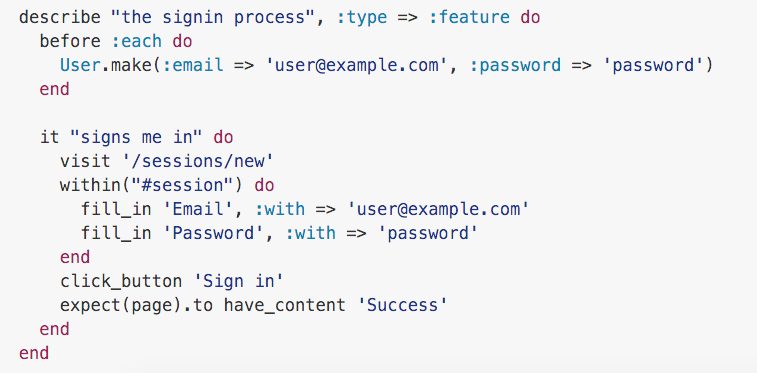 describe "the signin process", :type => :feature do
  before :each do
    User.make(:email => 'user@example.com', :password => 'password')
  end

  it "signs me in" do
    visit '/sessions/new'
    within("#session") do
      fill_in 'Email', :with => 'user@example.com'
      fill_in 'Password', :with => 'password'
    end
    click_button 'Sign in'
    expect(page).to have_content 'Success'
  end
end